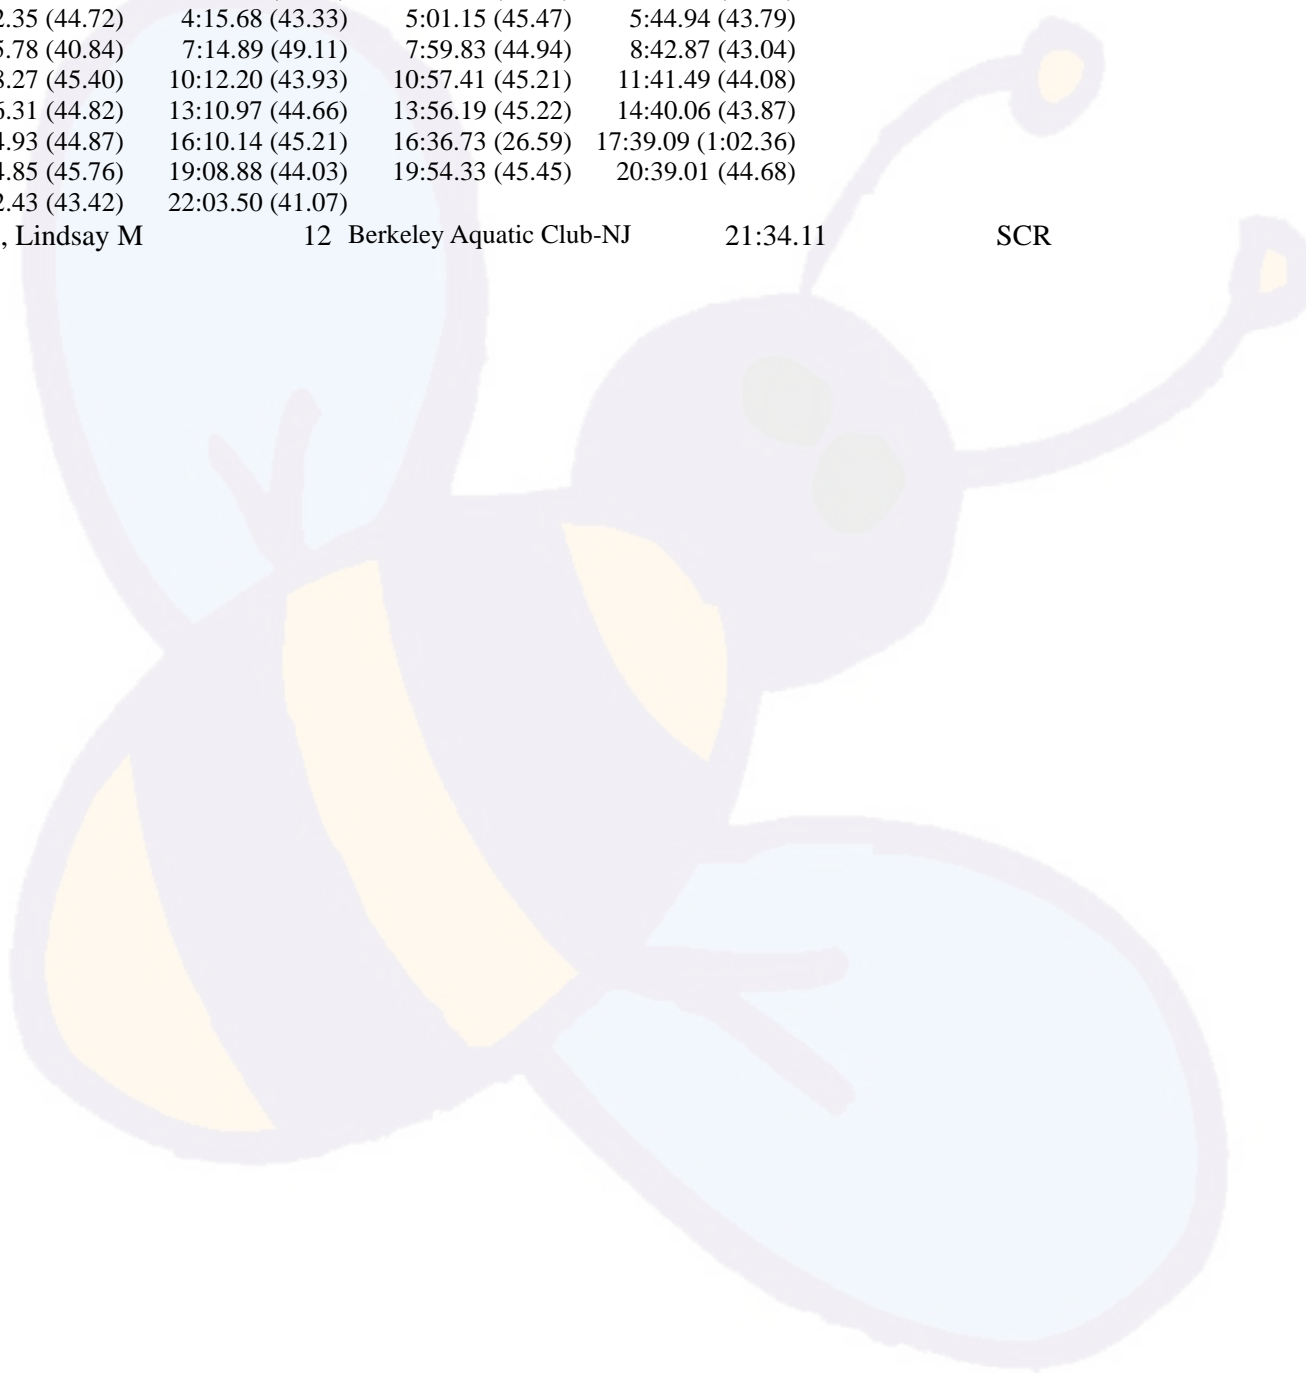 2.35 (44.72) 4:15.68 (43.33) 5:01.15 (45.47) 5:44.94 (43.79)
5.78 (40.84) 7:14.89 (49.11) 7:59.83 (44.94) 8:42.87 (43.04)
8.27 (45.40) 10:12.20 (43.93) 10:57.41 (45.21) 11:41.49 (44.08)
6.31 (44.82) 13:10.97 (44.66) 13:56.19 (45.22) 14:40.06 (43.87)
4.93 (44.87) 16:10.14 (45.21) 16:36.73 (26.59) 17:39.09 (1:02.36)
4.85 (45.76) 19:08.88 (44.03) 19:54.33 (45.45) 20:39.01 (44.68)
2.43 (43.42) 22:03.50 (41.07)
, Lindsay M 12 Berkeley Aquatic Club-NJ 21:34.11 SCR